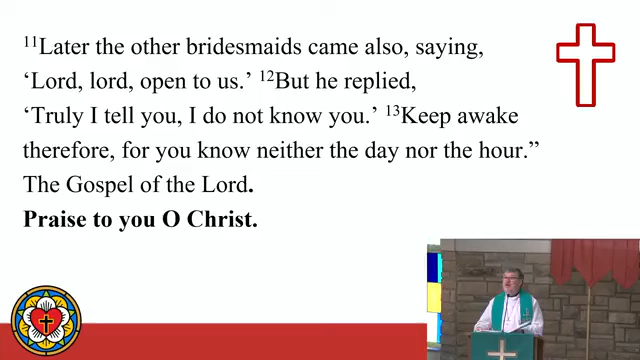 ¹¹Later the other bridesmaids came also, saying,
‘Lord, lord, open to us.’ ¹²But he replied,
‘Truly I tell you, I do not know you.’ ¹³Keep awake
therefore, for you know neither the day nor the hour.”
The Gospel of the Lord.
Praise to you O Christ.